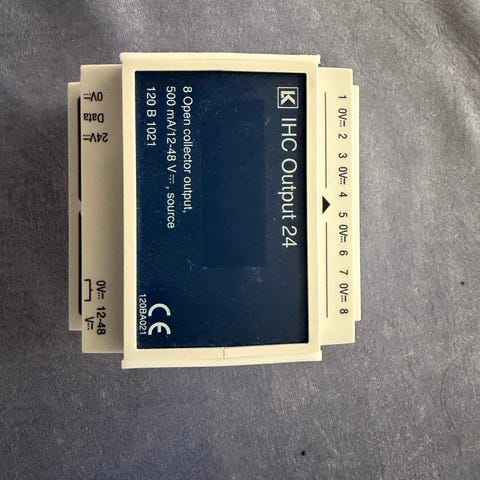 1 0V⎓ 2 3 0V⎓ 4 5 0V⎓ 6 7 0V⎓ 8
LK IHC Output 24
8 Open collector output,
500 mA/12-48 V⎓, source
120 B 1021
CE
120BA021
0V⎓ Data 24V⎓
0V⎓ 12-48 V⎓